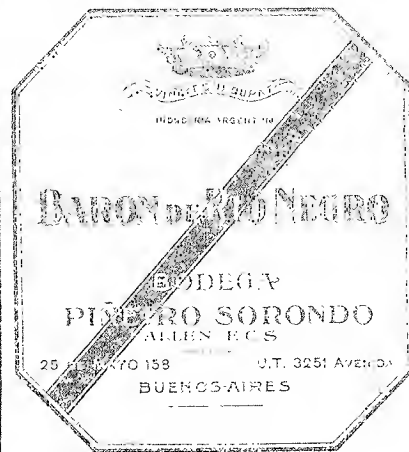 INDUSTRIA ARGENTINA
BARON DE RIO NEGRO
BODEGA
PIÑEIRO SORONDO
ALLEN F.C.S.
25 DE MAYO 158 U.T. 3251 AVENIDA
BUENOS AIRES